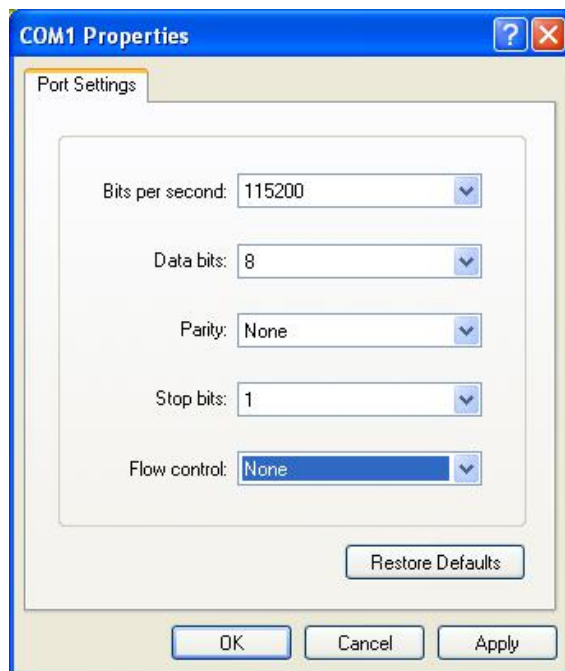 COM1 Properties
Port Settings
Bits per second: 115200
Data bits: 8
Parity: None
Stop bits: 1
Flow control: None
Restore Defaults
OK Cancel Apply